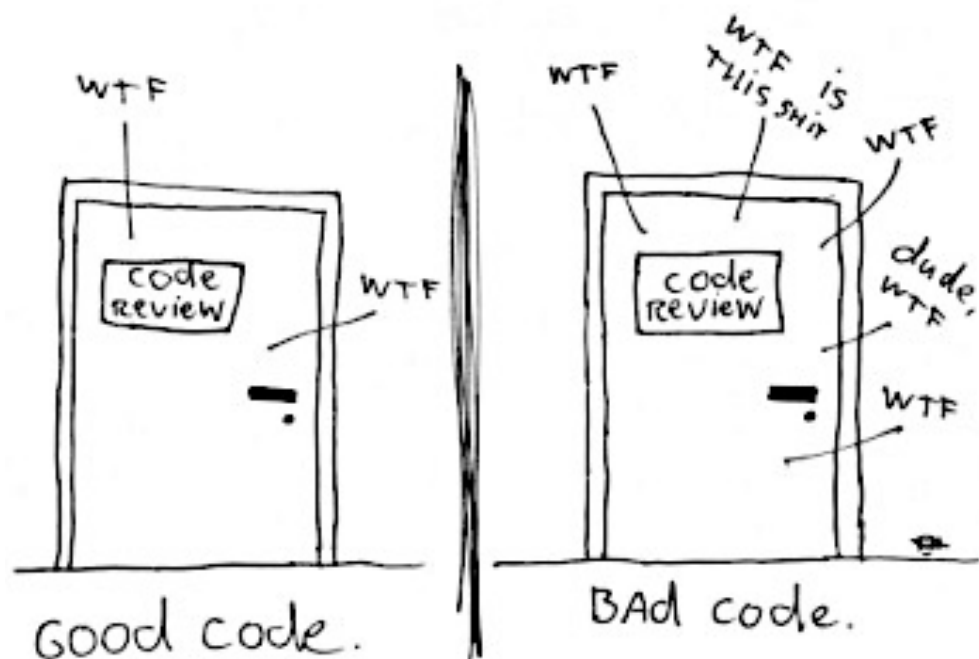 WTF
CODE
REVIEW
WTF
GOOD CODE.
WTF
WTF is
THis SHiT
WTF
dude,
WTF
CODE
REVIEW
WTF
BAd code.